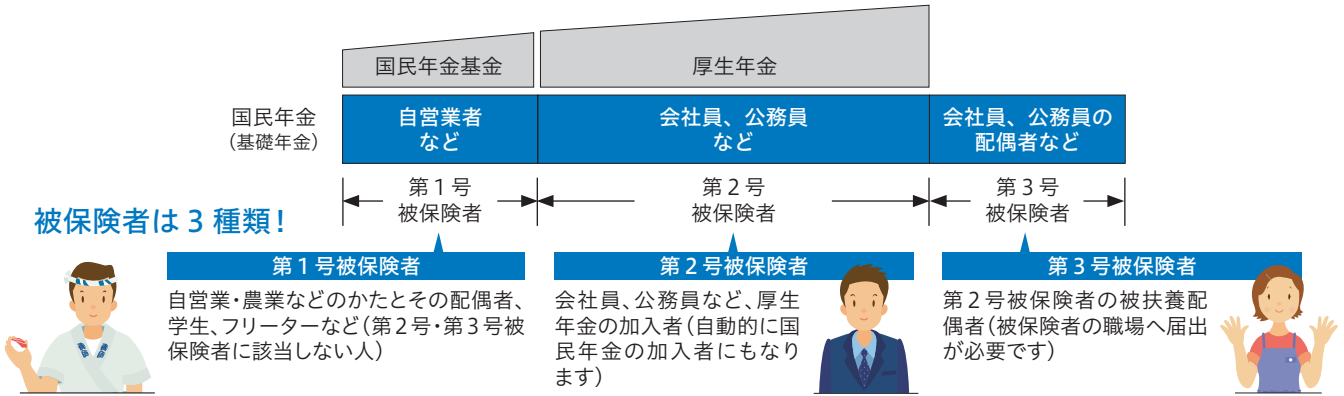 国民年金基金
厚生年金
国民年金
（基礎年金）
自営業者
など
会社員、公務員
など
会社員、公務員の
配偶者など
第１号
被保険者
第２号
被保険者
第３号
被保険者
被保険者は３種類！
第１号被保険者
自営業・農業などのかたとその配偶者、
学生、フリーターなど（第２号・第３号被
保険者に該当しない人）
第２号被保険者
会社員、公務員など、厚生
年金の加入者（自動的に国
民年金の加入者にもなり
ます）
第３号被保険者
第２号被保険者の被扶養配
偶者（被保険者の職場へ届出
が必要です）